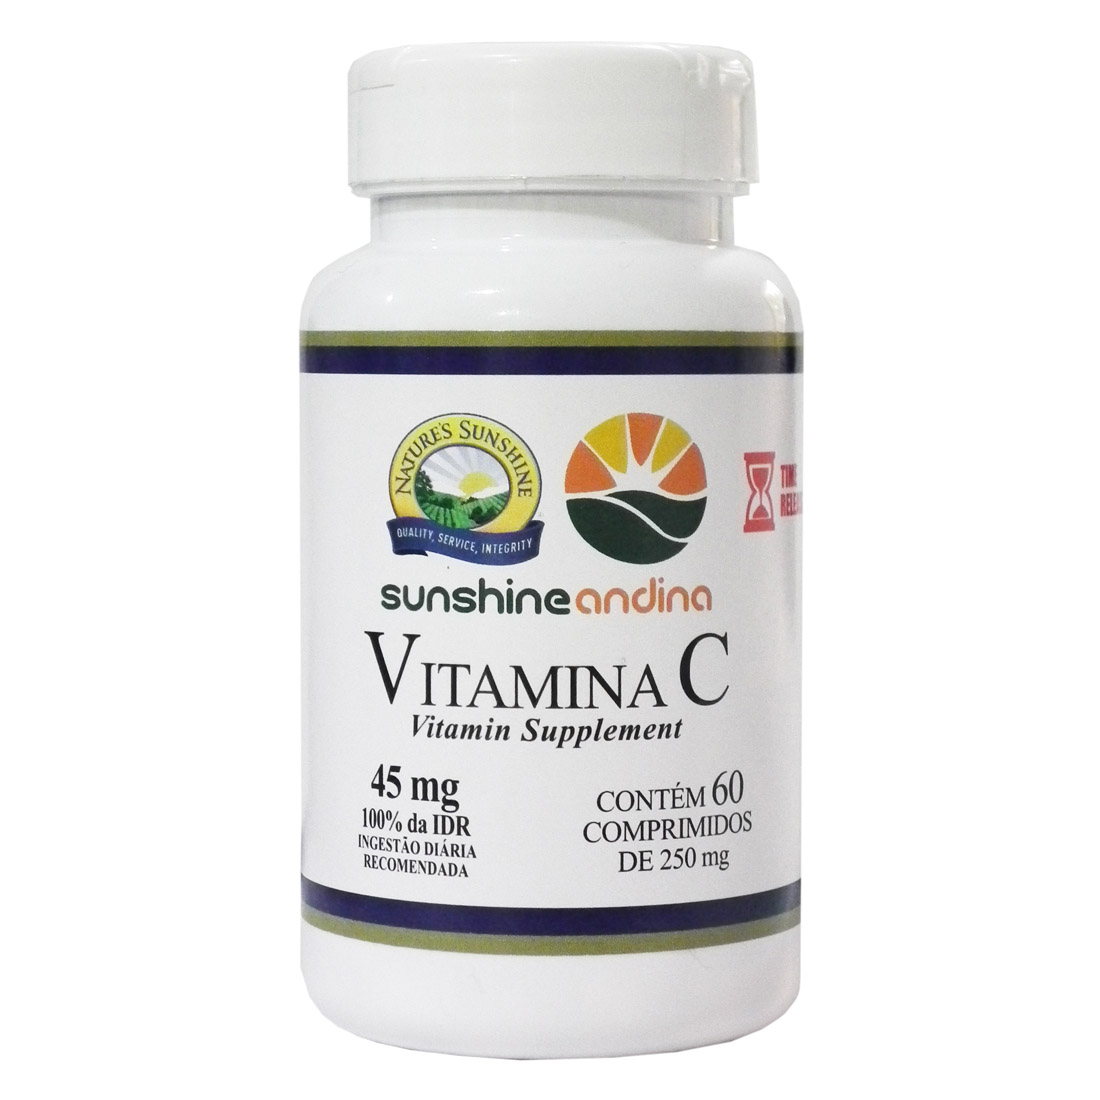 NATURE'S SUNSHINE
QUALITY, SERVICE, INTEGRITY
TIME
sunshineandina
VITAMINA C
Vitamin Supplement
45 mg
100% da IDR
INGESTÃO DIÁRIA
RECOMENDADA
CONTÉM 60
COMPRIMIDOS
DE 250 mg